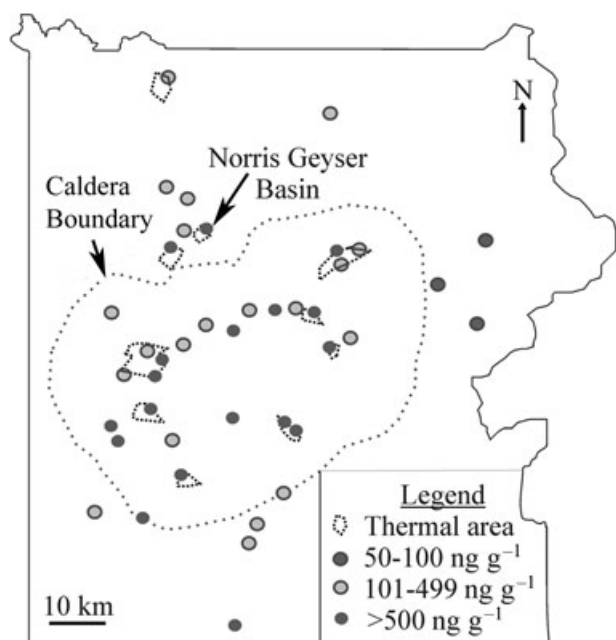 N
Norris Geyser
Basin
Caldera
Boundary
Legend
Thermal area
50-100 ng g⁻¹
101-499 ng g⁻¹
>500 ng g⁻¹
10 km